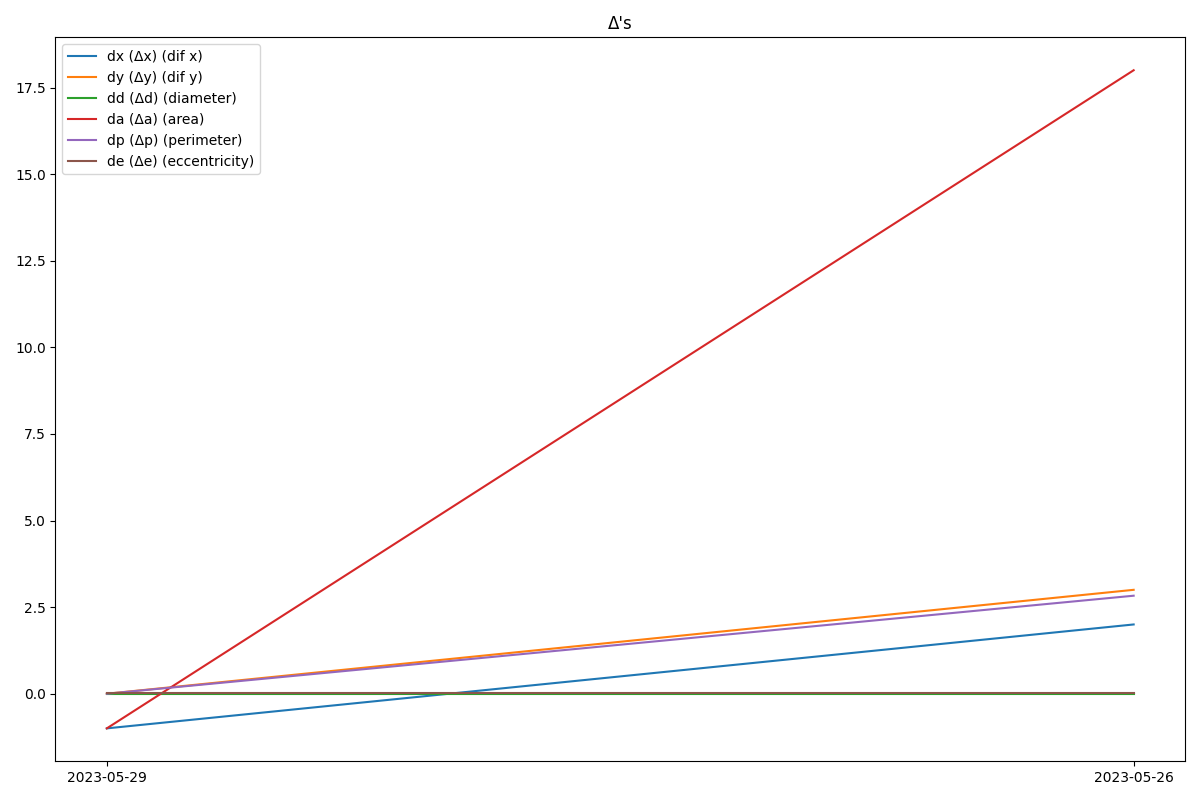 Δ's
dx (Δx) (dif x)
dy (Δy) (dif y)
dd (Δd) (diameter)
da (Δa) (area)
dp (Δp) (perimeter)
de (Δe) (eccentricity)
17.5
15.0
12.5
10.0
7.5
5.0
2.5
0.0
2023-05-29
2023-05-26